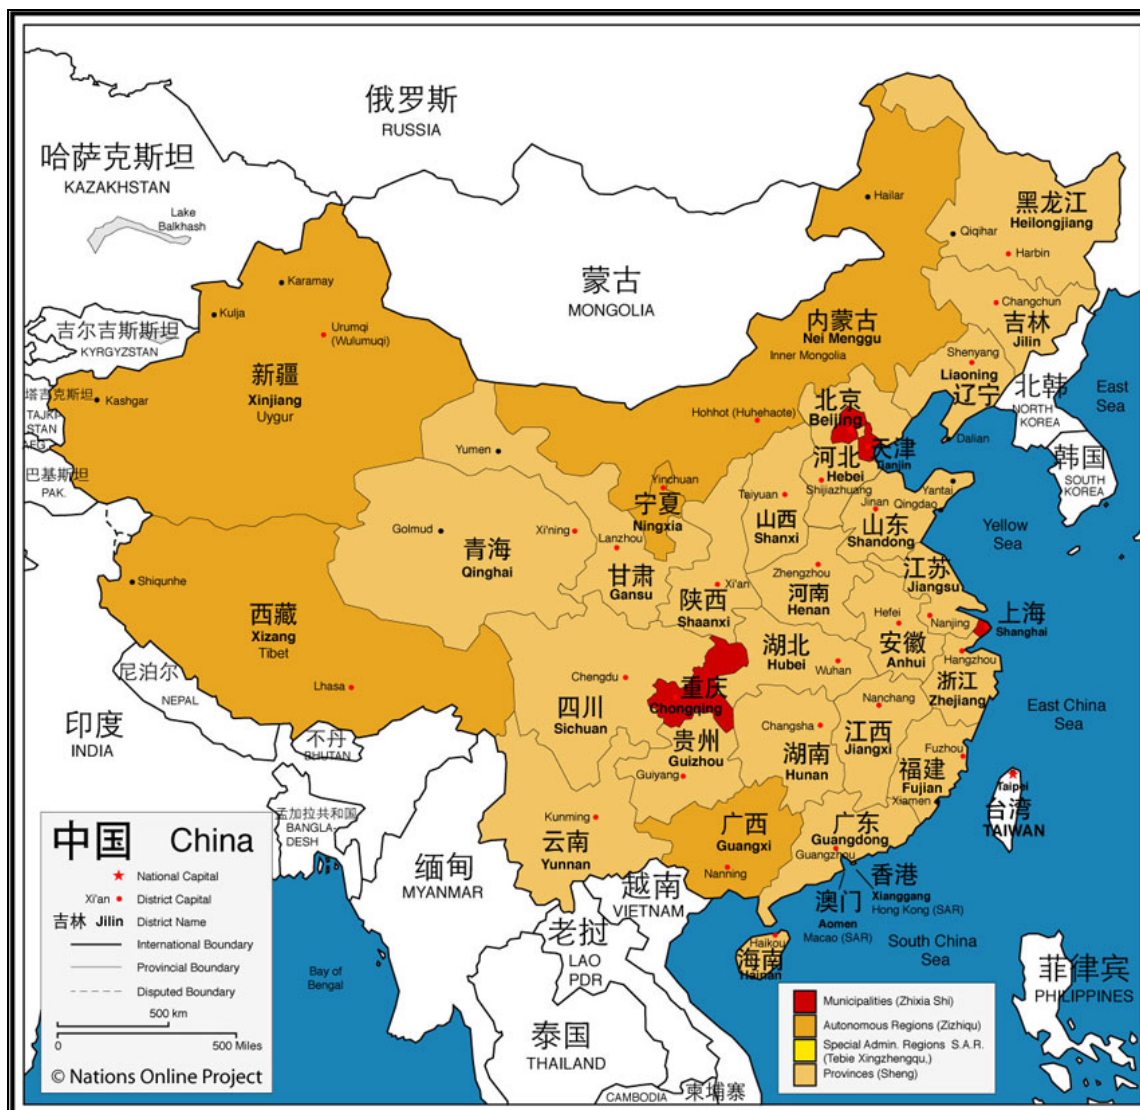 俄罗斯
RUSSIA
哈萨克斯坦
KAZAKHSTAN
Lake
Balkhash
蒙古
MONGOLIA
Hailar
黑龙江
Heilongjiang
Qiqihar
Harbin
Karamay
Kulja
Urumqi
(Wulumuqi)
吉尔吉斯斯坦
KYRGYZSTAN
新疆
Xinjiang
Uygur
塔吉克斯坦
Kashgar
TAJKI-
STAN
AFG.
巴基斯坦
PAK.
内蒙古
Nei Menggu
Inner Mongolia
Changchun
吉林
Jilin
Shenyang
Liaoning
辽宁
北韩
NORTH
KOREA
East
Sea
韩国
SOUTH
KOREA
Hohhot (Huhehaote)
北京
Beijing
天津
Tianjin
Dalian
河北
Hebei
Shijiazhuang
Yumen
Yinchuan
宁夏
Ningxia
Taiyuan
山西
Shanxi
Jinan
Qingdao
Yantai
山东
Shandong
Yellow
Sea
Golmud
青海
Qinghai
Xi'ning
Lanzhou
甘肃
Gansu
Zhengzhou
河南
Henan
江苏
Jiangsu
Shiqunhe
西藏
Xizang
Tibet
Lhasa
Xi'an
陕西
Shaanxi
湖北
Hubei
Wuhan
Hefei
安徽
Anhui
Nanjing
上海
Shanghai
Hangzhou
浙江
Zhejiang
尼泊尔
NEPAL
印度
INDIA
不丹
BHUTAN
Chengdu
四川
Sichuan
重庆
Chongqing
贵州
Guizhou
Guiyang
Changsha
湖南
Hunan
Nanchang
江西
Jiangxi
East China
Sea
Fuzhou
福建
Fujian
Xiamen
Taipei
台湾
TAIWAN
孟加拉共和国
BANGLA-
DESH
缅甸
MYANMAR
Kunming
云南
Yunnan
广西
Guangxi
Nanning
广东
Guangdong
Guangzhou
香港
Xianggang
Hong Kong (SAR)
澳门
Aomen
Macao (SAR)
越南
VIETNAM
老挝
LAO
PDR
Haikou
海南
Hainan
South China
Sea
菲律宾
PHILIPPINES
Bay of
Bengal
泰国
THAILAND
CAMBODIA
柬埔寨
中国 China
National Capital
Xi'an District Capital
吉林 Jilin District Name
International Boundary
Provincial Boundary
Disputed Boundary
500 km
0 500 Miles
© Nations Online Project
Municipalities (Zhixia Shi)
Autonomous Regions (Zizhiqu)
Special Admin. Regions S.A.R.
(Tebie Xingzhengqu,)
Provinces (Sheng)